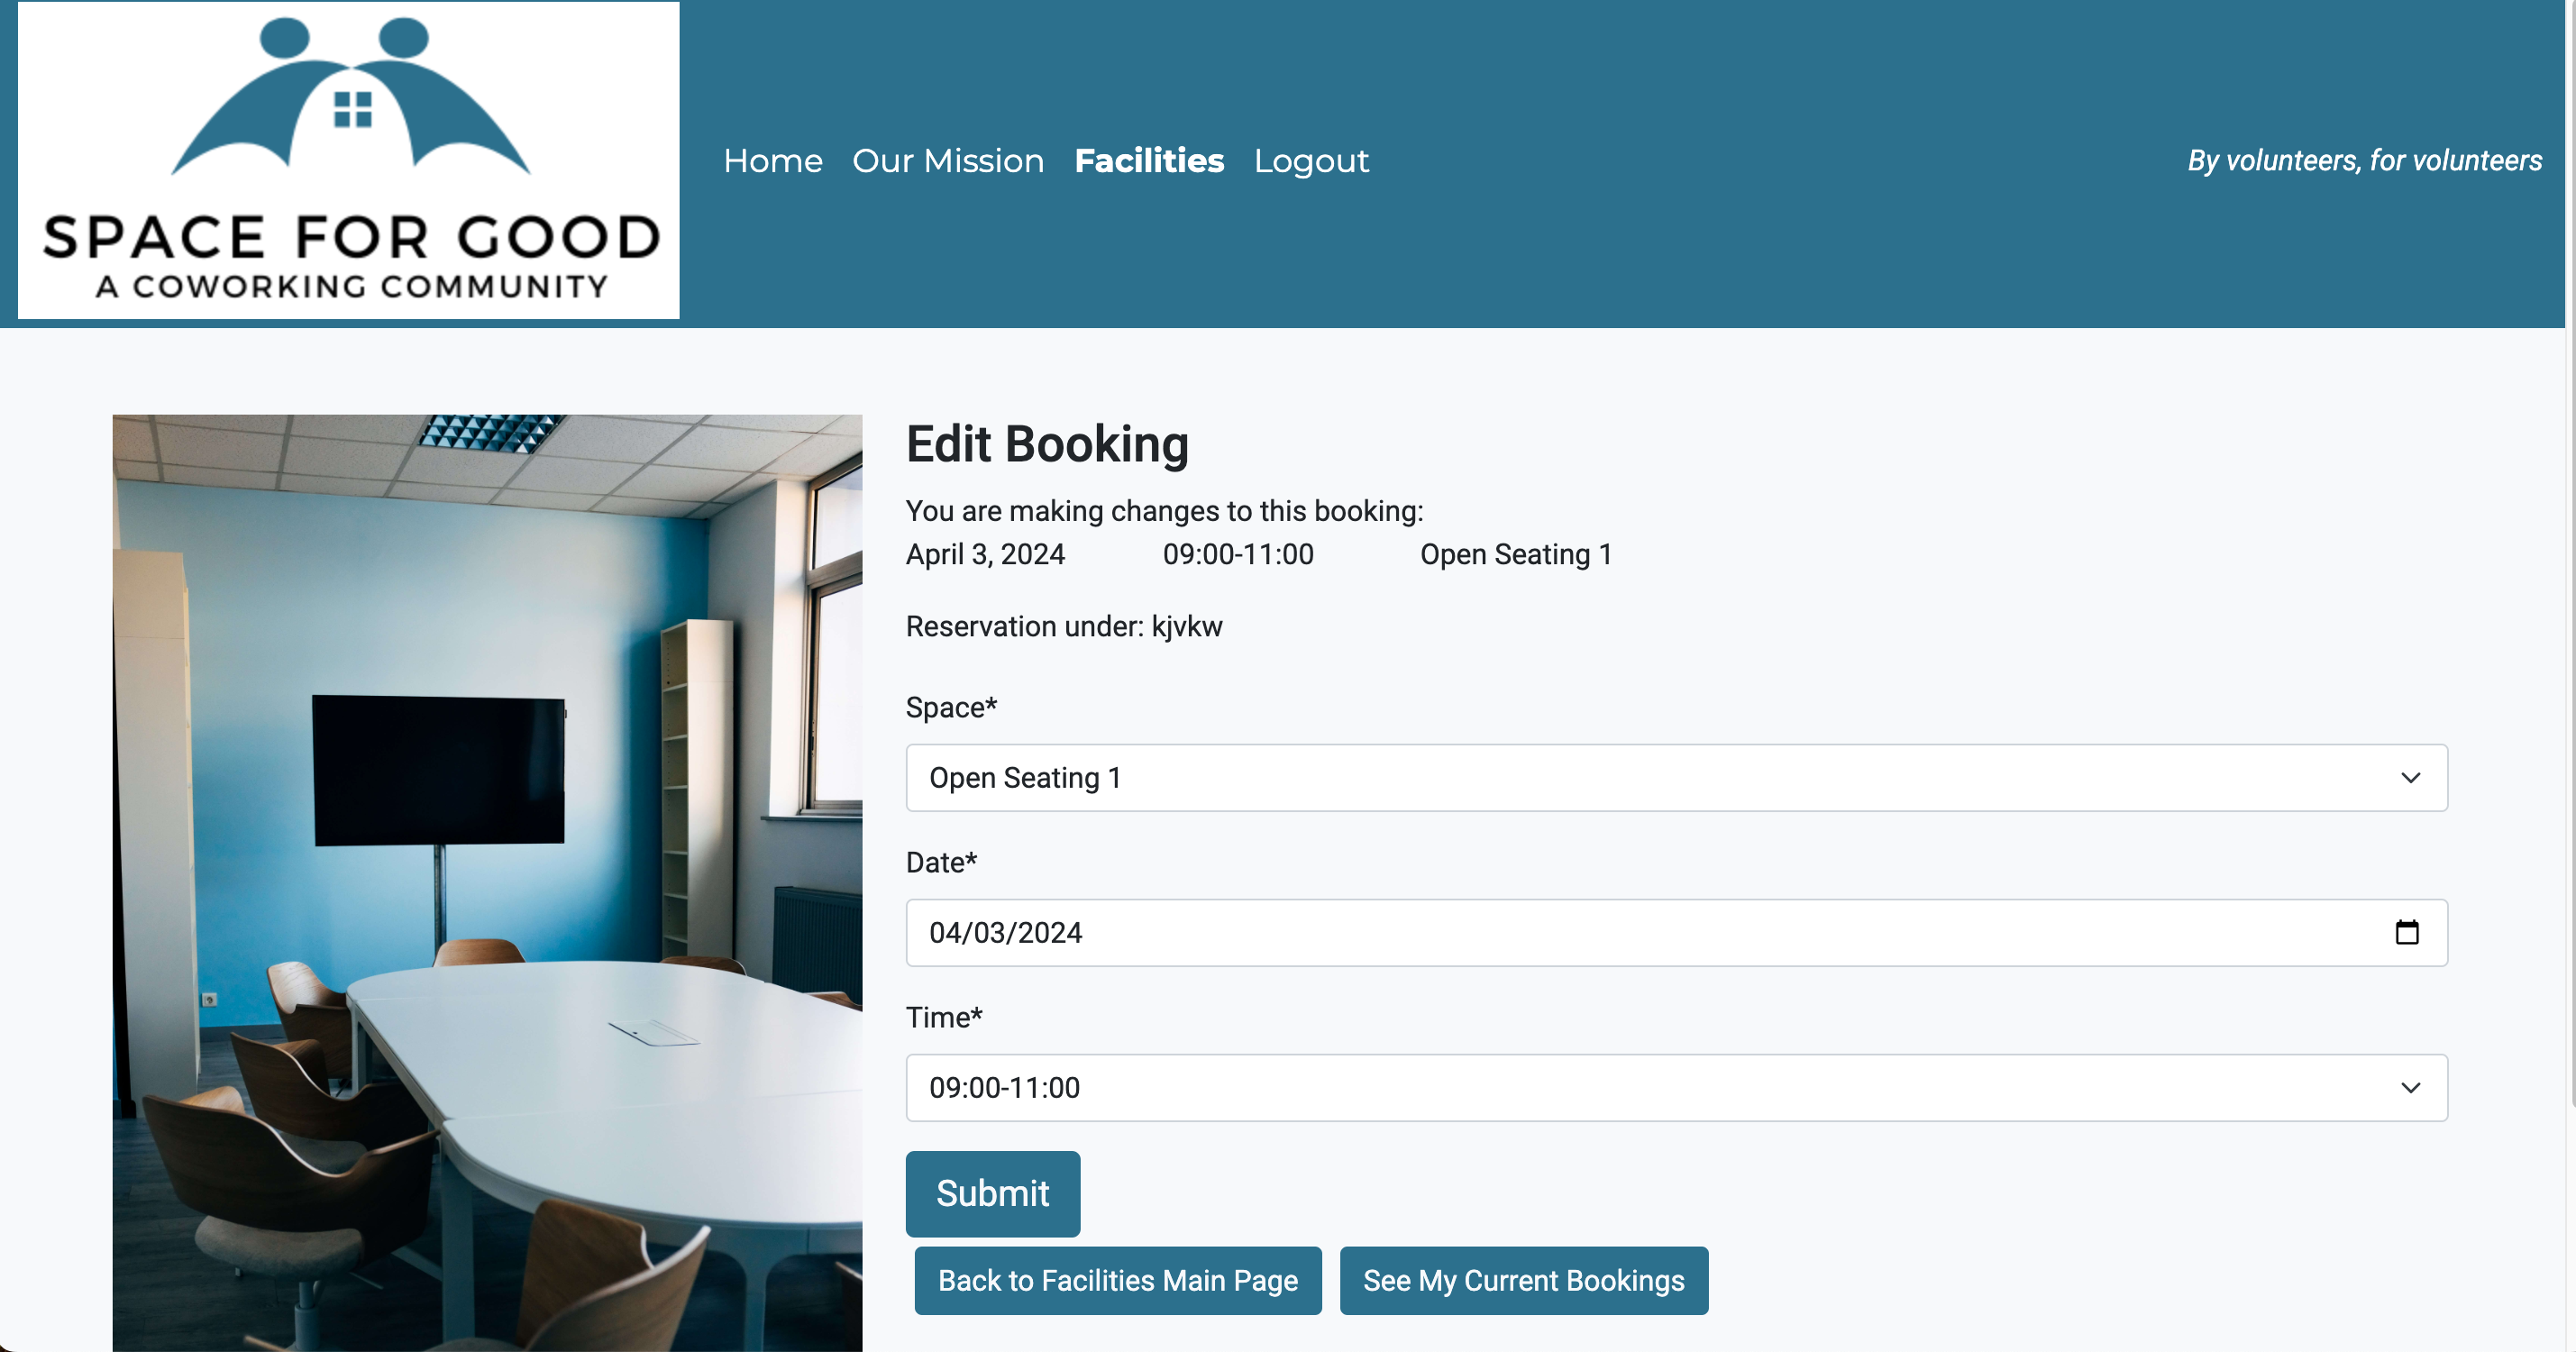 SPACE FOR GOOD
A COWORKING COMMUNITY
Home Our Mission Facilities Logout
By volunteers, for volunteers
Edit Booking
You are making changes to this booking:
April 3, 2024 09:00-11:00 Open Seating 1
Reservation under: kjvkw
Space*
Open Seating 1
Date*
04/03/2024
Time*
09:00-11:00
Submit
Back to Facilities Main Page See My Current Bookings